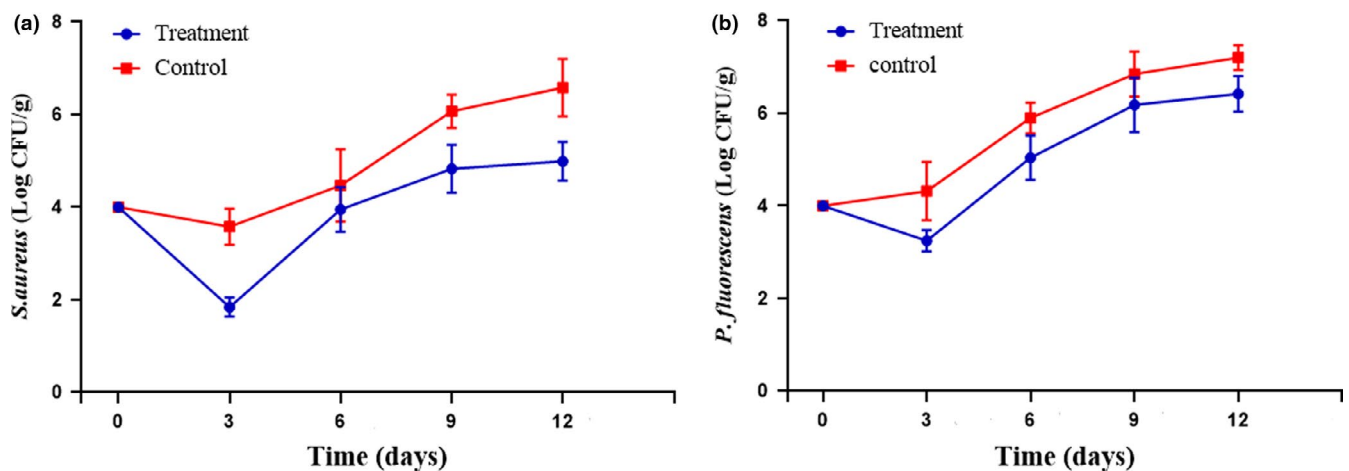 (a)
Treatment
Control
S.aureus (Log CFU/g)
8
6
4
2
0
0 3 6 9 12
Time (days)
(b)
Treatment
control
P. fluorescens (Log CFU/g)
8
6
4
2
0
0 3 6 9 12
Time (days)